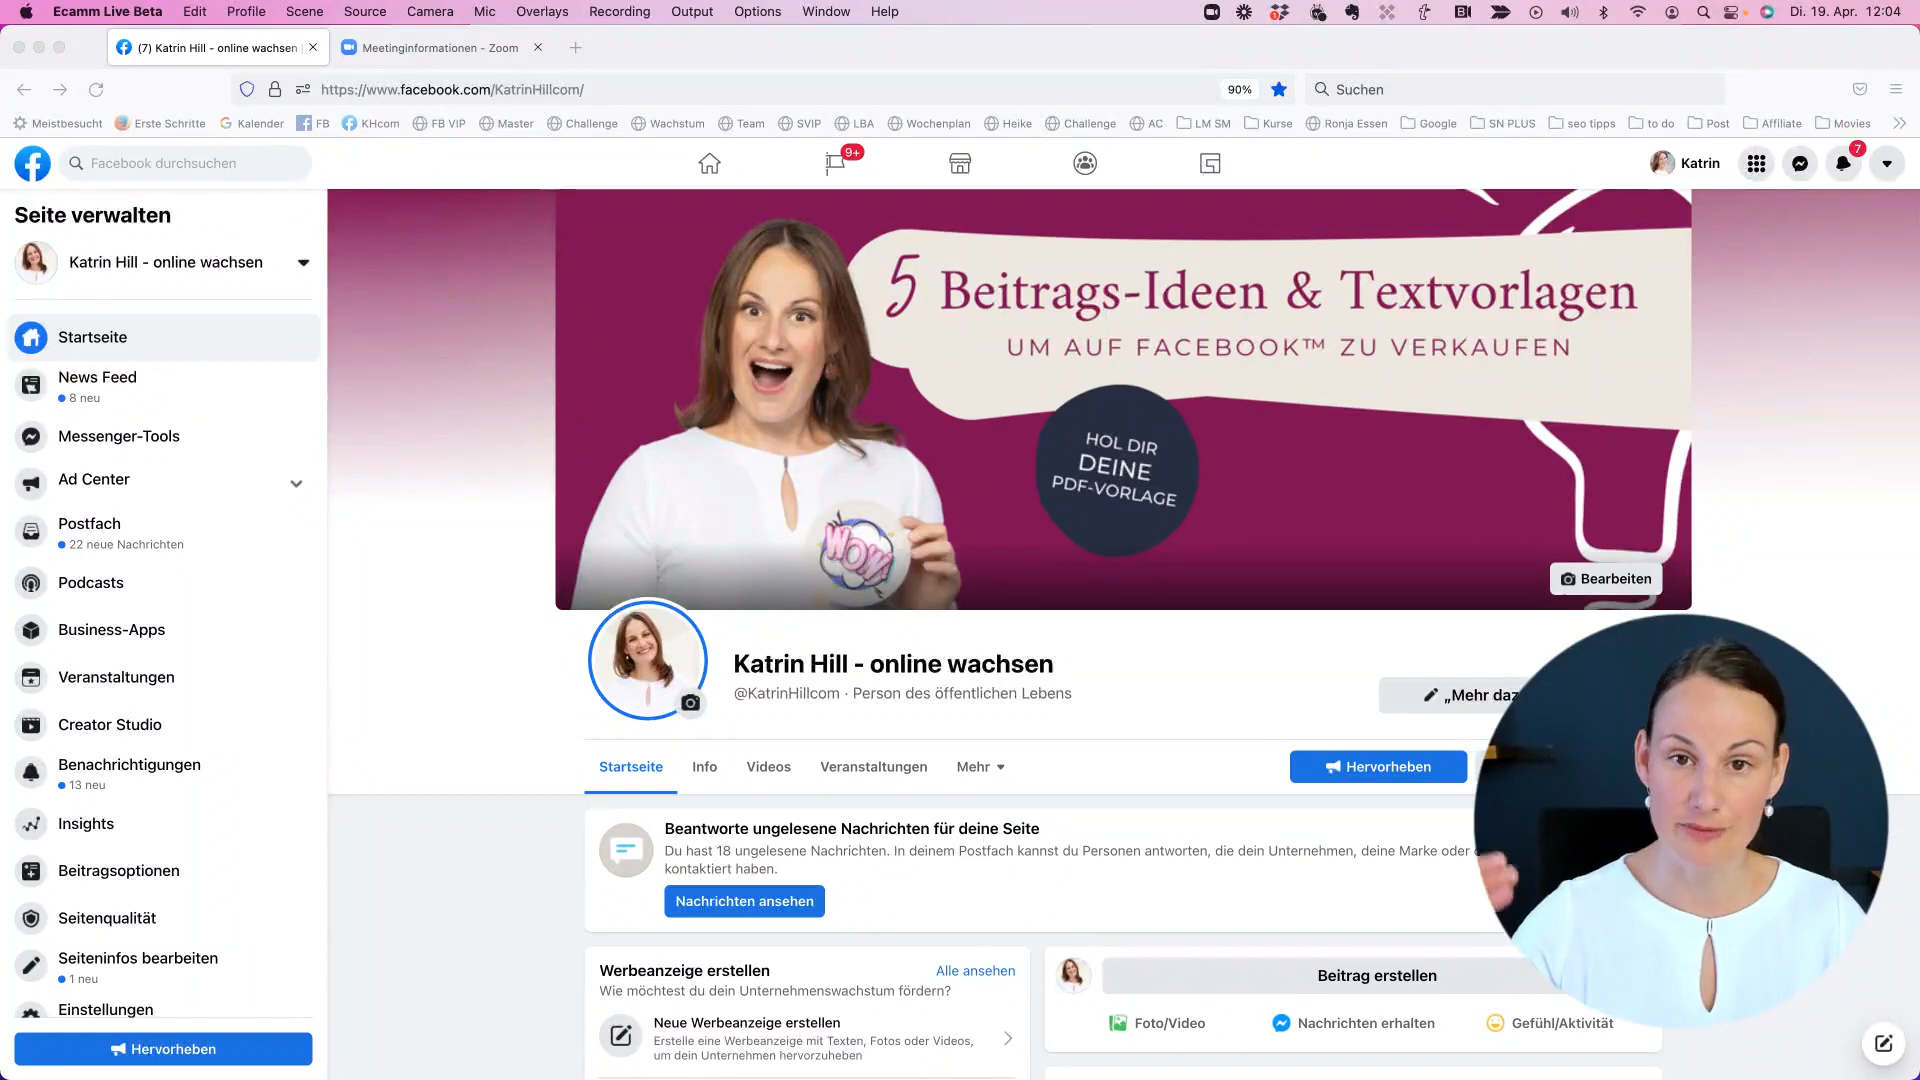 Ecamm Live Beta Edit Profile Scene Source Camera Mic Overlays Recording Output Options Window Help Di. 19. Apr. 12:04
(7) Katrin Hill - online wachsen Meetinginformationen - Zoom
https://www.facebook.com/KatrinHillcom/ 90% Suchen
Meistbesucht Erste Schritte Kalender FB KHcom FB VIP Master Challenge Wachstum Team SVIP LBA Wochenplan Heike Challenge AC LM SM Kurse Ronja Essen Google SN PLUS seo tipps to do Post Affiliate Movies
Facebook durchsuchen 9+ Katrin 7
Seite verwalten
Katrin Hill - online wachsen
Startseite
News Feed
8 neu
Messenger-Tools
Ad Center
Postfach
22 neue Nachrichten
Podcasts
Business-Apps
Veranstaltungen
Creator Studio
Benachrichtigungen
13 neu
Insights
Beitragsoptionen
Seitenqualität
Seiteninfos bearbeiten
1 neu
Einstellungen
Hervorheben
5 Beitrags-Ideen & Textvorlagen
UM AUF FACEBOOK™ ZU VERKAUFEN
HOL DIR
DEINE
PDF-VORLAGE
WOW
Bearbeiten
Katrin Hill - online wachsen
@KatrinHillcom · Person des öffentlichen Lebens
„Mehr
Startseite Info Videos Veranstaltungen Mehr Hervorheben
Beantworte ungelesene Nachrichten für deine Seite
Du hast 18 ungelesene Nachrichten. In deinem Postfach kannst du Personen antworten, die dein Unternehmen, deine Marke oder
kontaktiert haben.
Nachrichten ansehen
Werbeanzeige erstellen Alle ansehen
Wie möchtest du dein Unternehmenswachstum fördern?
Neue Werbeanzeige erstellen
Erstelle eine Werbeanzeige mit Texten, Fotos oder Videos,
um dein Unternehmen hervorzuheben
Beitrag erstellen
Foto/Video Nachrichten erhalten Gefühl/Aktivität